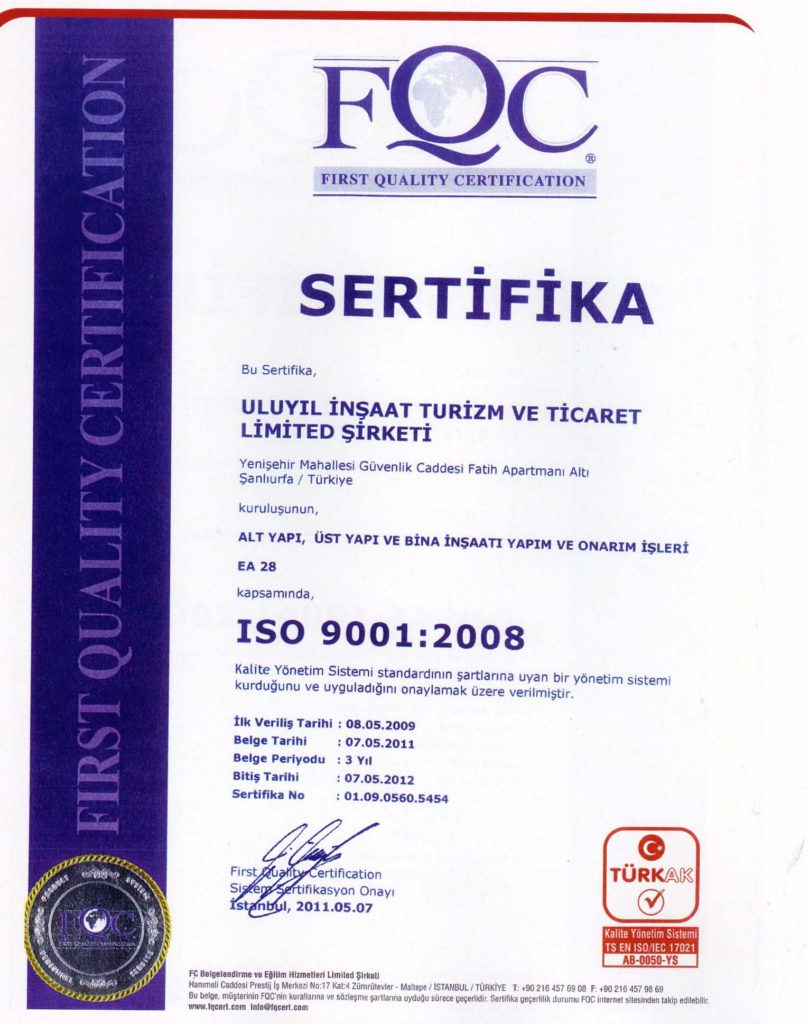 FIRST QUALITY CERTIFICATION
FQC
®
FIRST QUALITY CERTIFICATION
SERTİFİKA
Bu Sertifika,
ULUYIL İNŞAAT TURİZM VE TİCARET
LIMITED ŞİRKETİ
Yenişehir Mahallesi Güvenlik Caddesi Fatih Apartmanı Altı
Şanlıurfa / Türkiye
kuruluşunun,
ALT YAPI, ÜST YAPI VE BİNA İNŞAATI YAPIM VE ONARIM İŞLERİ
EA 28
kapsamında,
ISO 9001:2008
Kalite Yönetim Sistemi standardının şartlarına uyan bir yönetim sistemi
kurduğunu ve uyguladığını onaylamak üzere verilmiştir.
İlk Veriliş Tarihi : 08.05.2009
Belge Tarihi : 07.05.2011
Belge Periyodu : 3 Yıl
Bitiş Tarihi : 07.05.2012
Sertifika No : 01.09.0560.5454
First Quality Certification
Sistem Sertifikasyon Onayı
İstanbul, 2011.05.07
TÜRKAK
Kalite Yönetim Sistemi
TS EN ISO/IEC 17021
AB-0050-YS
PRODUCT SYSTEM
FQC
FIRST QUALITY CERTIFICATION
FC Belgelendirme ve Eğilim Hizmetleri Limited Şirketi
Hanımeli Caddesi Prestij İş Merkezi No:17 Kat:4 Zümrütevler - Maltepe / İSTANBUL / TÜRKİYE T: +90 216 457 69 08 F: +90 216 457 98 69
Bu belge, müşterinin FQC'nin kurallarına ve sözleşme şartlarına uyduğu sürece geçerlidir. Sertifika geçerlilik durumu FQC internet sitesinden takip edilebilir.
www.fqcert.com info@fqcert.com